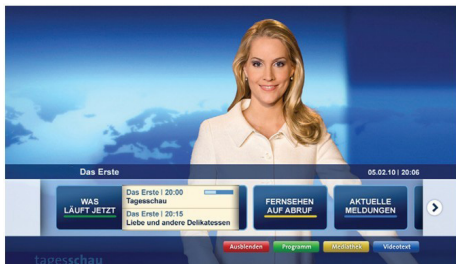 Das Erste
05.02.10 | 20:06
WAS
LÄUFT JETZT
Das Erste | 20:00
Tagesschau
Das Erste | 20:15
Liebe und andere Delikatessen
FERNSEHEN
AUF ABRUF
AKTUELLE
MELDUNGEN
Ausblenden
Programm
Mediathek
Videotext
tagesschau